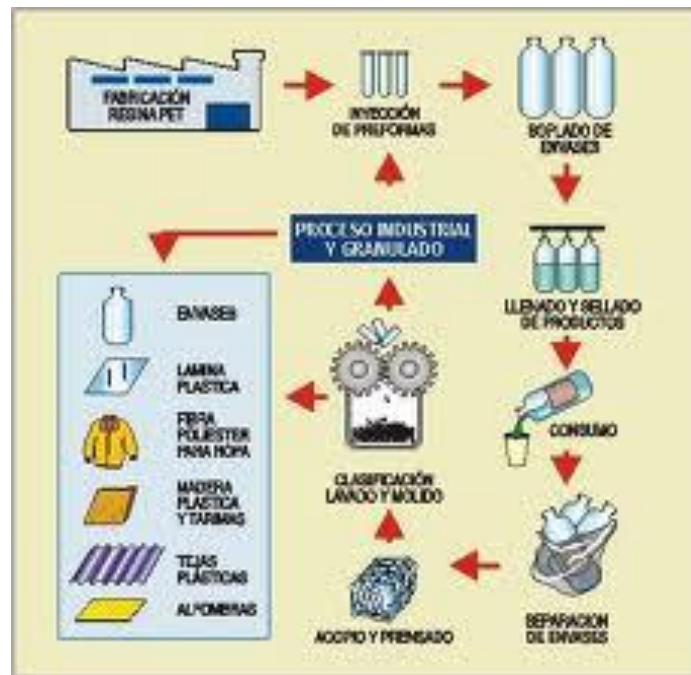 FABRICACIÓN
RESINA PET
INYECCIÓN
DE PREFORMAS
SOPLADO DE
ENVASES
PROCESO INDUSTRIAL
Y GRANULADO
LLENADO Y SELLADO
DE PRODUCTOS
CONSUMO
SEPARACION
DE ENVASES
ACOPIO Y PRENSADO
CLASIFICACIÓN
LAVADO Y MOLIDO
ENVASES
LAMINA
PLASTICA
FIBRA
POLIESTER
PARA ROPA
MADERA
PLASTICA
Y TARIMAS
TEJAS
PLÁSTICAS
ALFOMBRAS